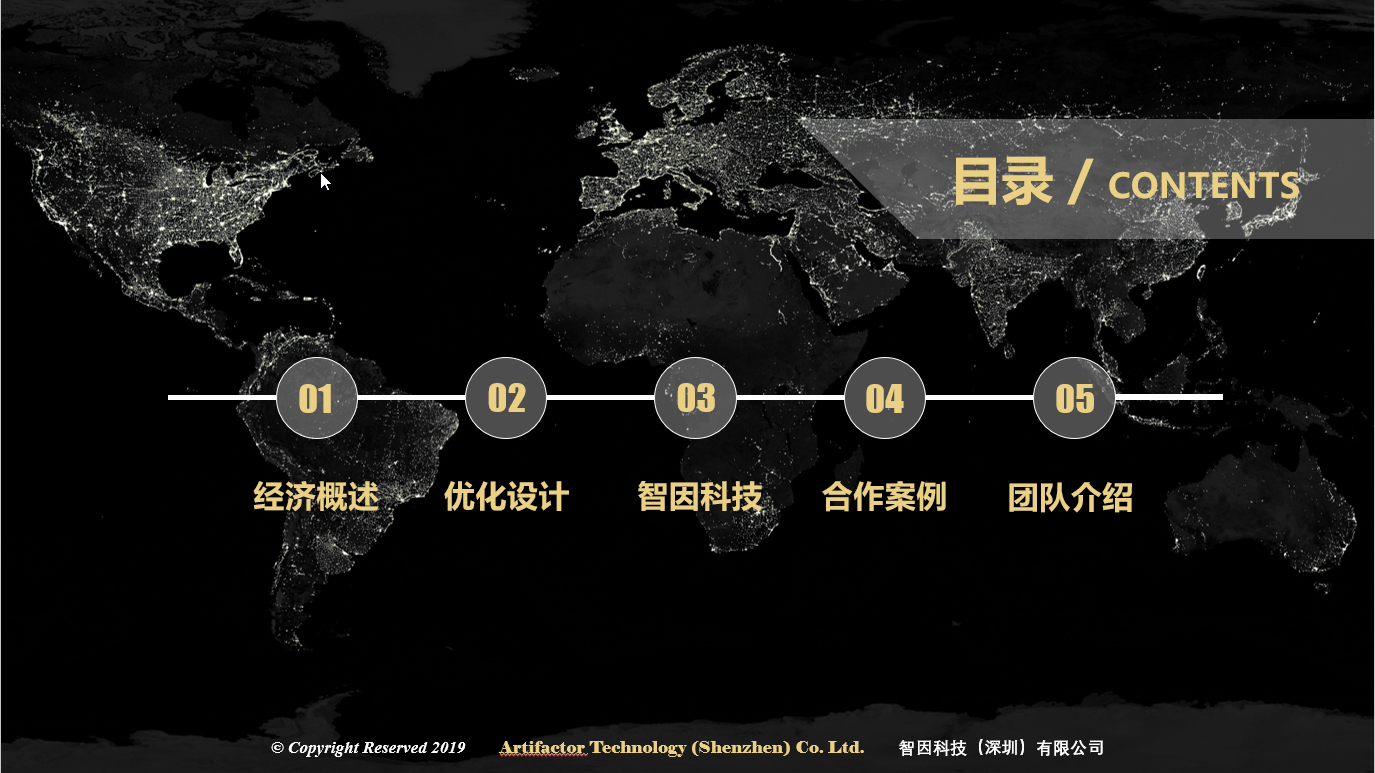 目录 / CONTENTS
01 02 03 04 05
经济概述 优化设计 智因科技 合作案例 团队介绍
© Copyright Reserved 2019 Artifactor Technology (Shenzhen) Co. Ltd. 智因科技（深圳）有限公司